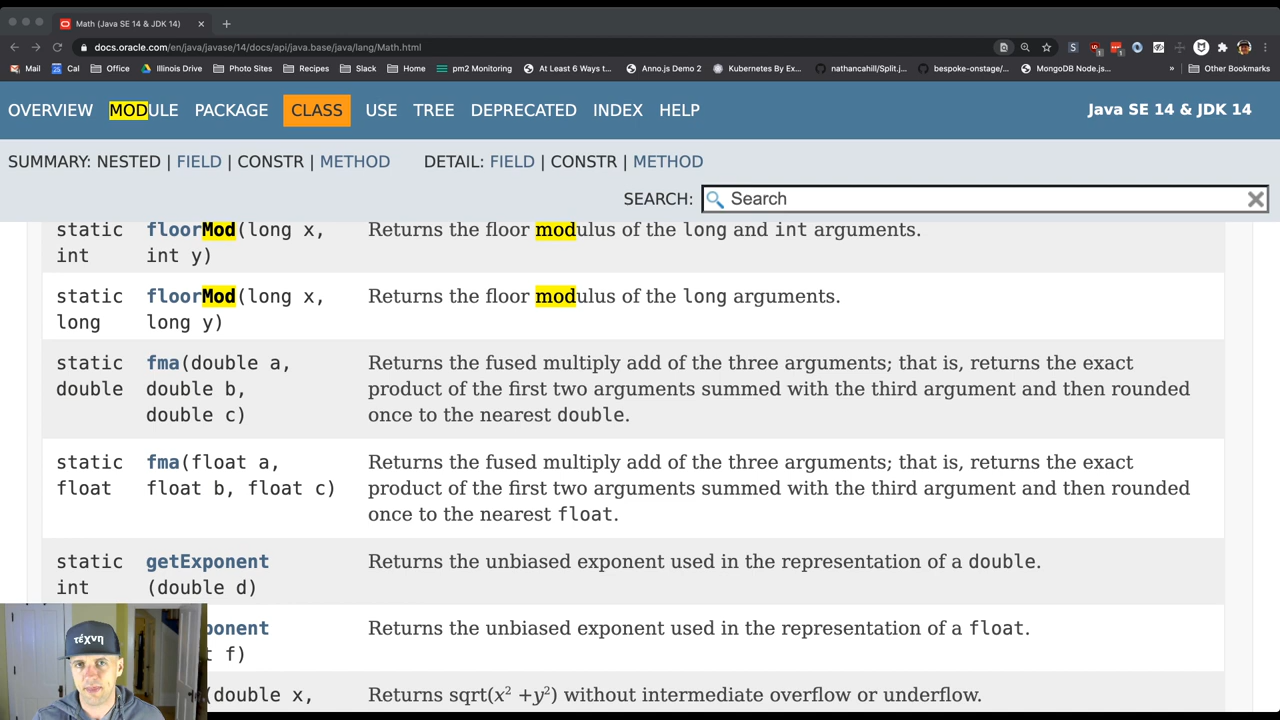 Math (Java SE 14 & JDK 14)
docs.oracle.com/en/java/javase/14/docs/api/java.base/java/lang/Math.html
Mail Cal Office Illinois Drive Photo Sites Recipes Slack Home pm2 Monitoring At Least 6 Ways t... Anno.js Demo 2 Kubernetes By Ex... nathancahill/Split.j... bespoke-onstage/... MongoDB Node.js... » Other Bookmarks
OVERVIEW MODULE PACKAGE CLASS USE TREE DEPRECATED INDEX HELP Java SE 14 & JDK 14
SUMMARY: NESTED | FIELD | CONSTR | METHOD DETAIL: FIELD | CONSTR | METHOD
SEARCH: Search
static floorMod(long x, Returns the floor modulus of the long and int arguments.
int int y)
static floorMod(long x, Returns the floor modulus of the long arguments.
long long y)
static fma(double a, Returns the fused multiply add of the three arguments; that is, returns the exact
double double b, product of the first two arguments summed with the third argument and then rounded
double c) once to the nearest double.
static fma(float a, Returns the fused multiply add of the three arguments; that is, returns the exact
float float b, float c) product of the first two arguments summed with the third argument and then rounded
once to the nearest float.
static getExponent Returns the unbiased exponent used in the representation of a double.
int (double d)
ponent Returns the unbiased exponent used in the representation of a float.
t f)
(double x, Returns sqrt(x² +y²) without intermediate overflow or underflow.
τέχνη